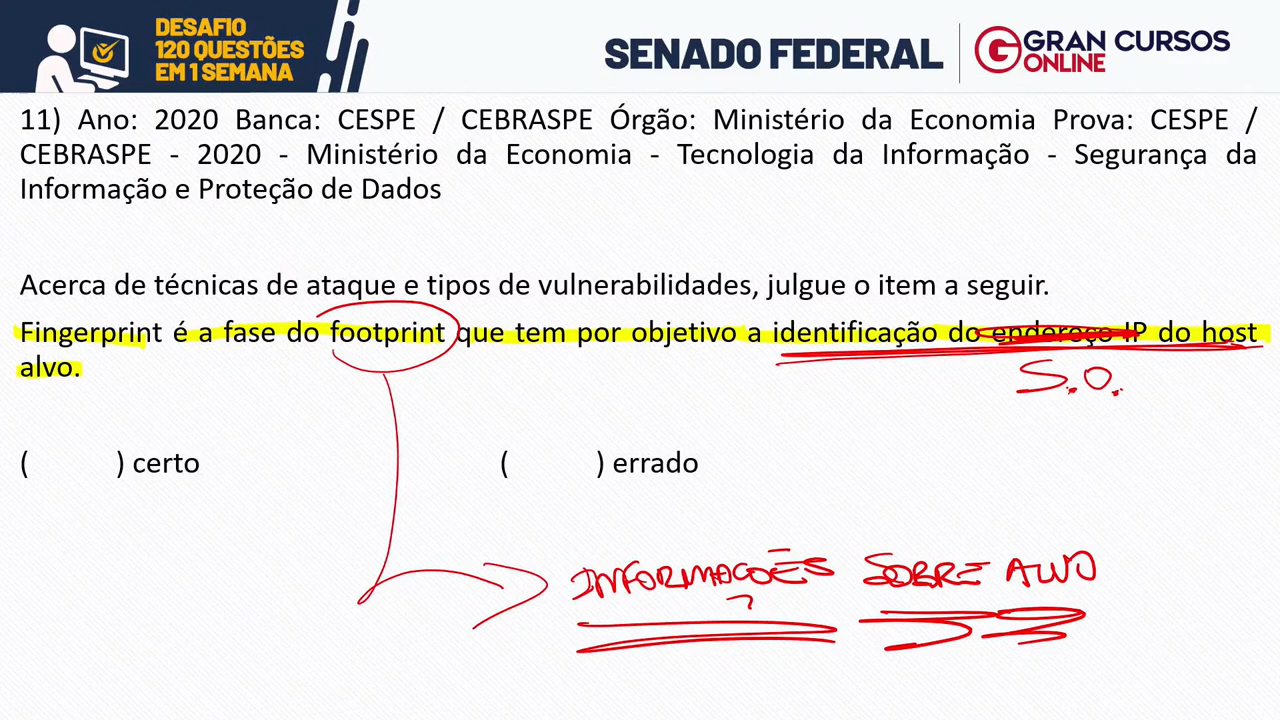 DESAFIO
120 QUESTÕES
EM 1 SEMANA
SENADO FEDERAL
GRAN CURSOS
ONLINE
11) Ano: 2020 Banca: CESPE / CEBRASPE Órgão: Ministério da Economia Prova: CESPE /
CEBRASPE - 2020 - Ministério da Economia - Tecnologia da Informação - Segurança da
Informação e Proteção de Dados
Acerca de técnicas de ataque e tipos de vulnerabilidades, julgue o item a seguir.
Fingerprint é a fase do footprint que tem por objetivo a identificação do endereço IP do host
alvo.
S.O.
( ) certo ( ) errado
INFORMAÇÕES SOBRE ALVO